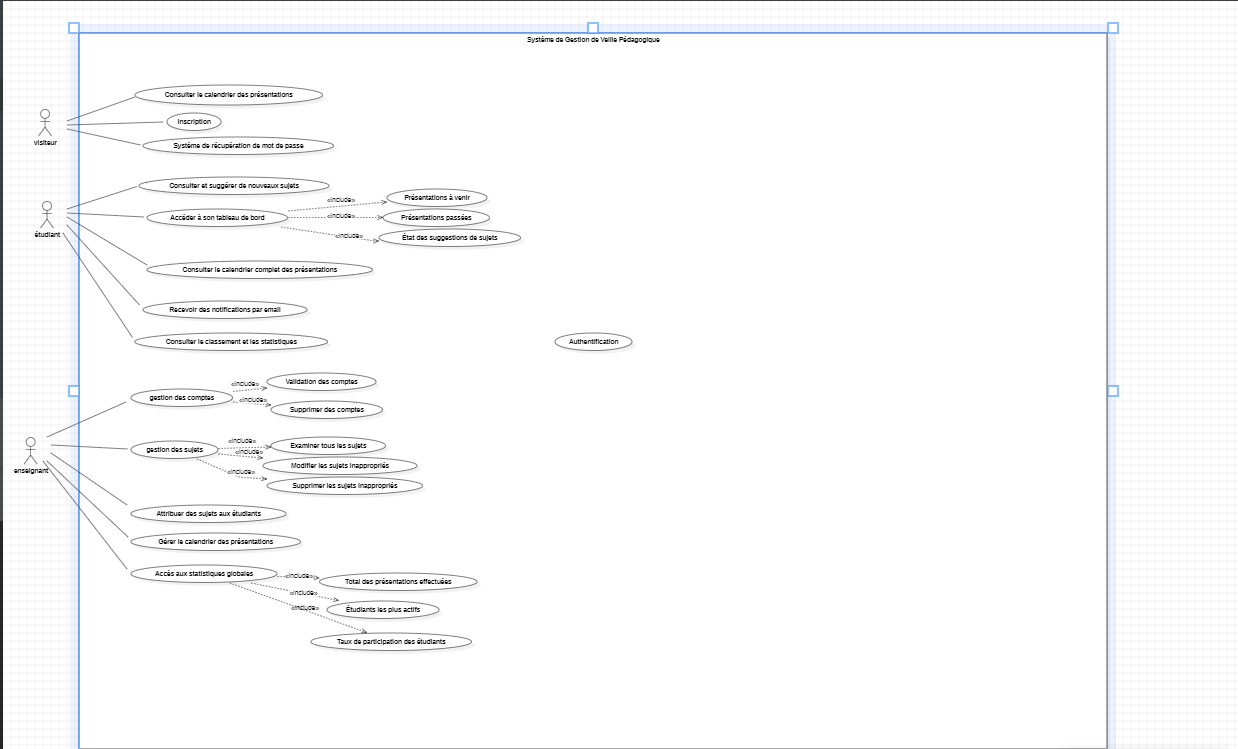 Système de Gestion de Veille Pédagogique
Consulter le calendrier des présentations
Inscription
visiteur
Système de récupération de mot de passe
Consulter et suggérer de nouveaux sujets
«include»
Présentations à venir
étudiant
Accéder à son tableau de bord
«include»
Présentations passées
«include»
État des suggestions de sujets
Consulter le calendrier complet des présentations
Recevoir des notifications par email
Consulter le classement et les statistiques
Authentification
gestion des comptes
«include»
Validation des comptes
«include»
Supprimer des comptes
enseignant
gestion des sujets
«include»
Examiner tous les sujets
«include»
Modifier les sujets inappropriés
«include»
Supprimer les sujets inappropriés
Attribuer des sujets aux étudiants
Gérer le calendrier des présentations
Accès aux statistiques globales
«include»
Total des présentations effectuées
«include»
Étudiants les plus actifs
«include»
Taux de participation des étudiants